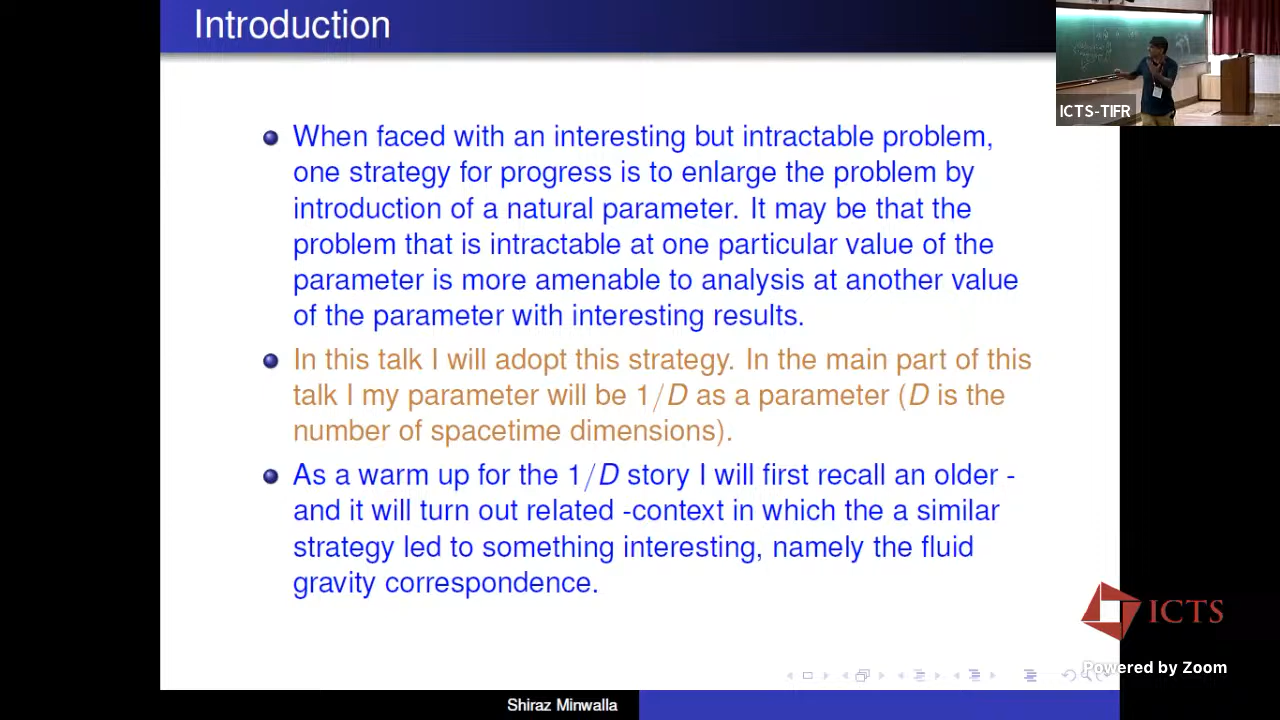 Introduction
When faced with an interesting but intractable problem,
one strategy for progress is to enlarge the problem by
introduction of a natural parameter. It may be that the
problem that is intractable at one particular value of the
parameter is more amenable to analysis at another value
of the parameter with interesting results.
In this talk I will adopt this strategy. In the main part of this
talk I my parameter will be 1/D as a parameter (D is the
number of spacetime dimensions).
As a warm up for the 1/D story I will first recall an older -
and it will turn out related -context in which the a similar
strategy led to something interesting, namely the fluid
gravity correspondence.
Shiraz Minwalla
ICTS-TIFR
ICTS
Powered by Zoom